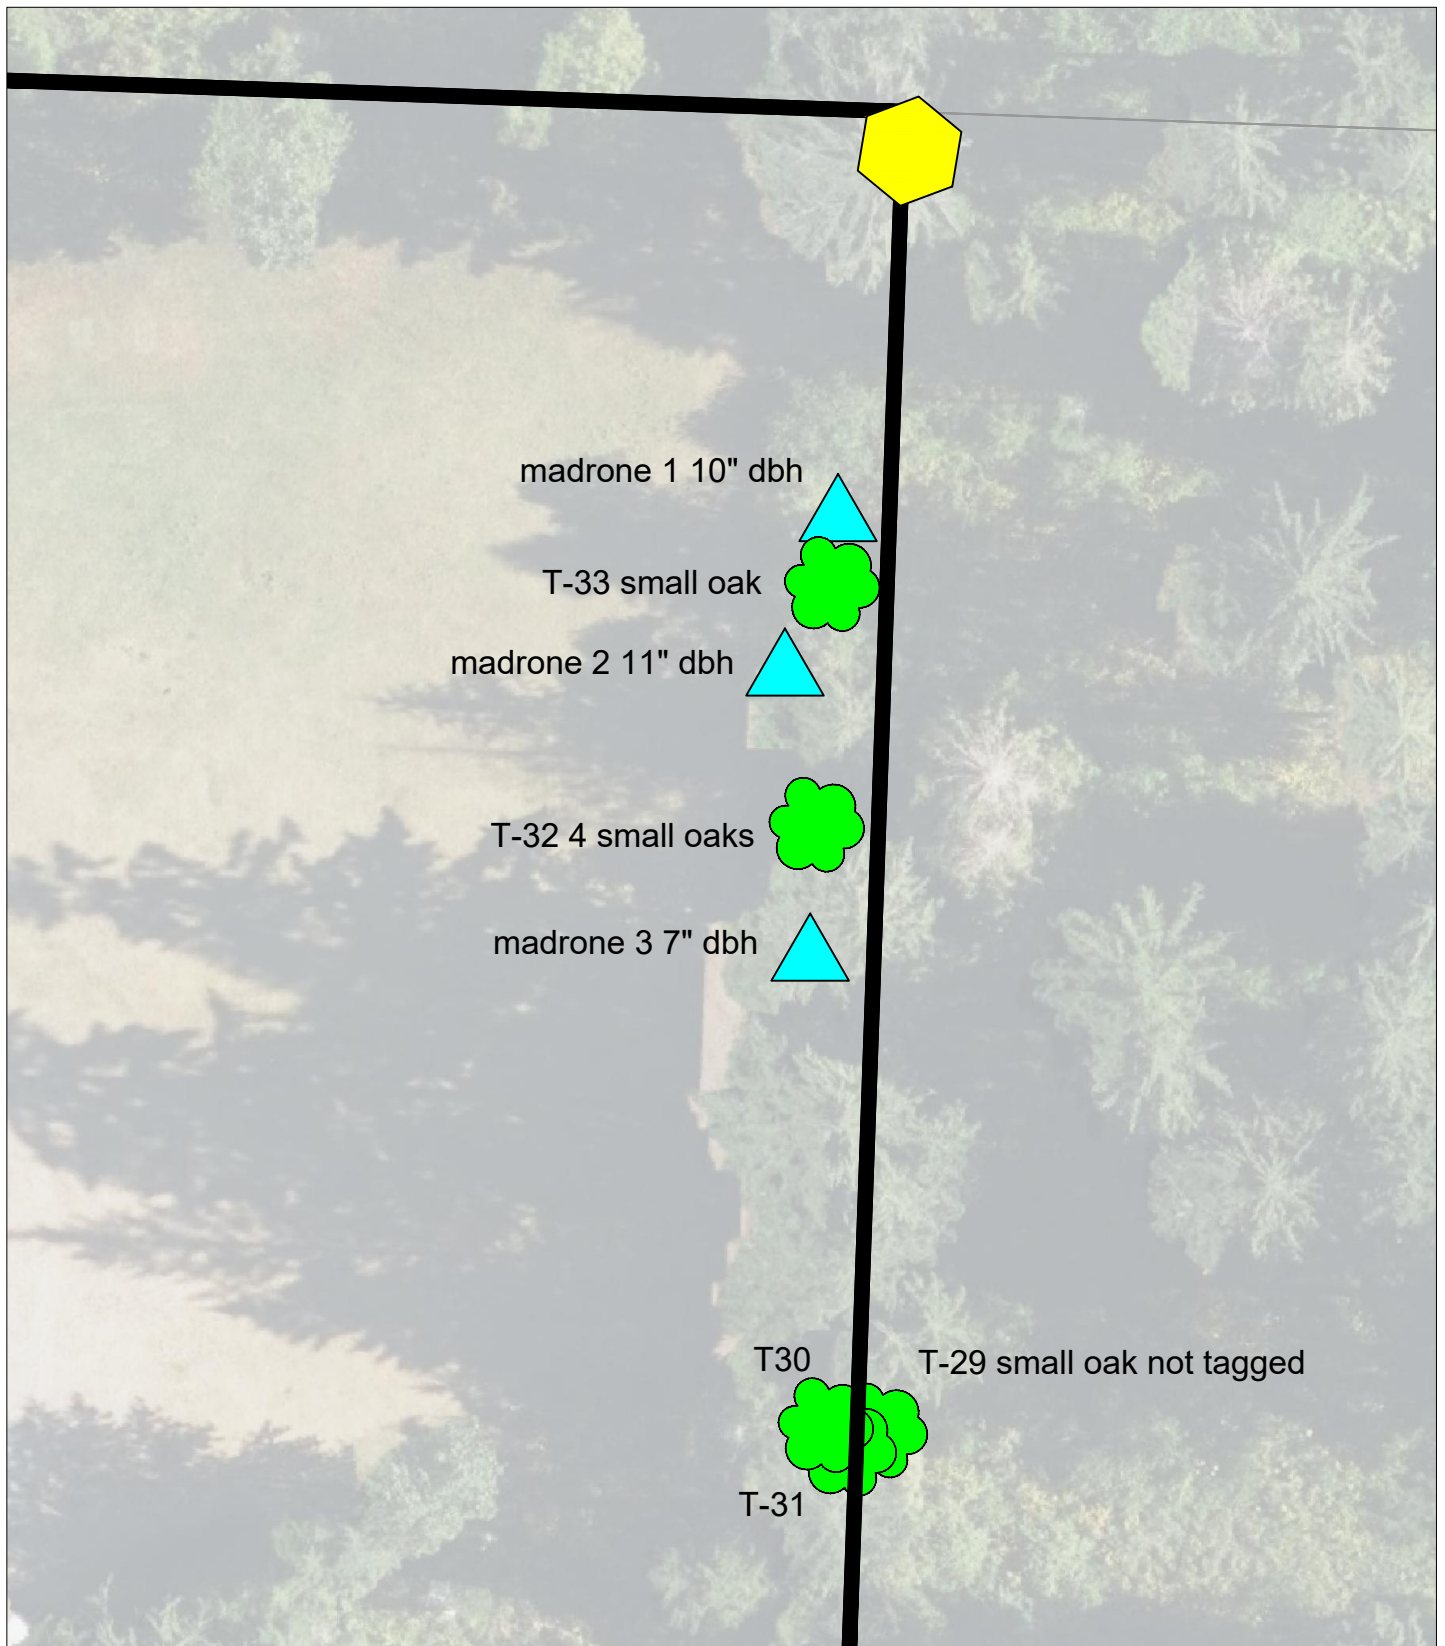 madrone 1 10" dbh
T-33 small oak
madrone 2 11" dbh
T-32 4 small oaks
madrone 3 7" dbh
T30
T-29 small oak not tagged
T-31